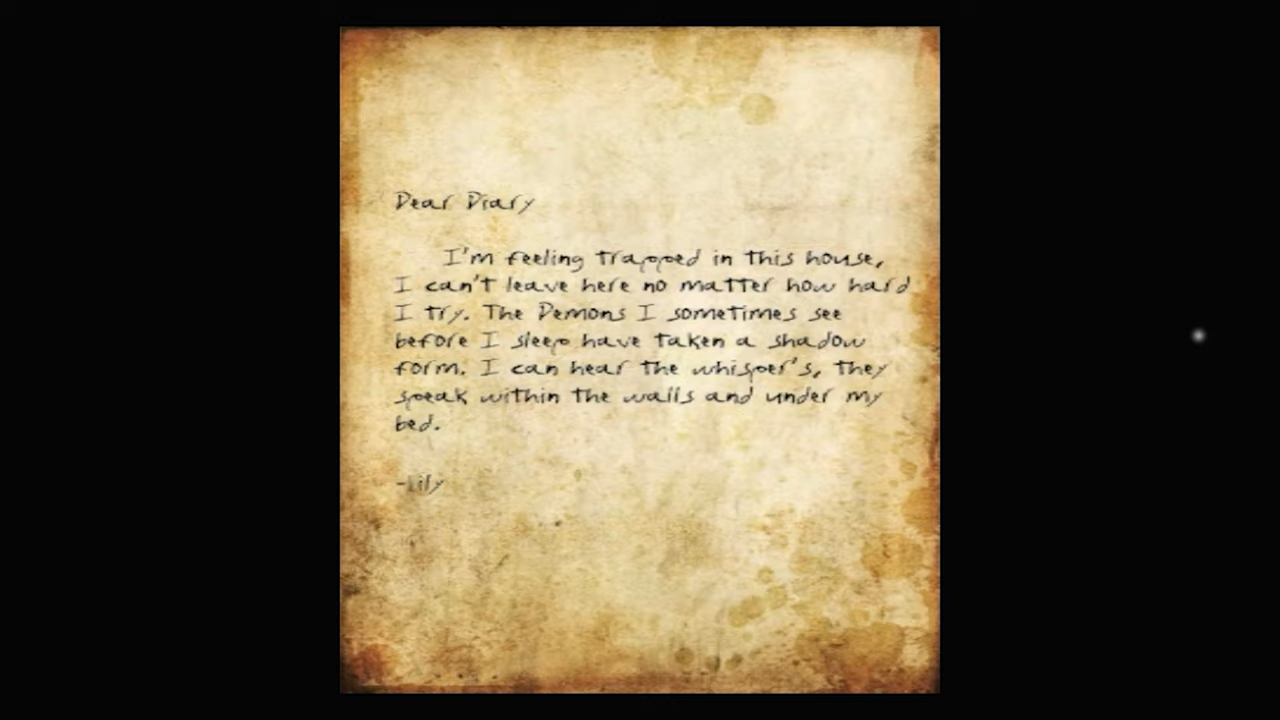 Dear Diary
I'm feeling trapped in this house,
I can't leave here no matter how hard
I try. The Demons I sometimes see
before I sleep have taken a shadow
form. I can hear the whisper's, they
speak within the walls and under my
bed.
-Lily